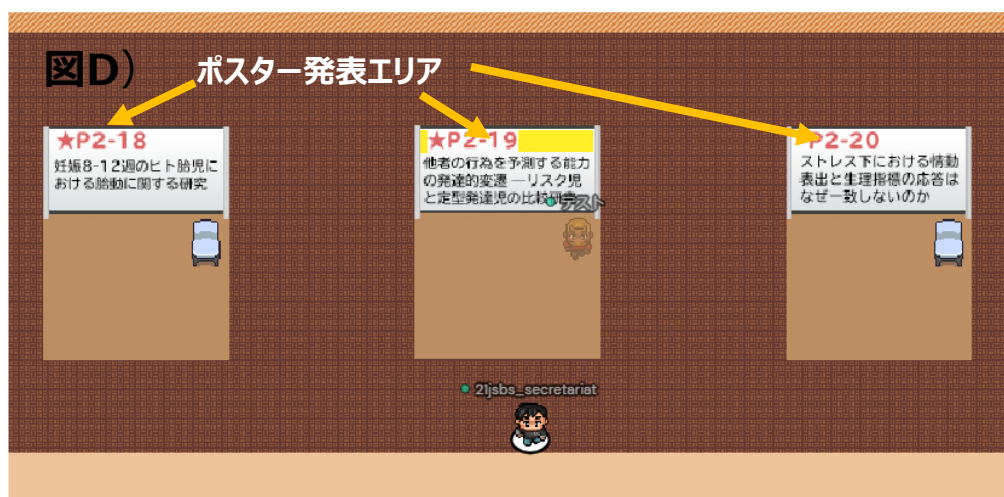 図D)
ポスター発表エリア
★P2-18
妊娠8-12週のヒト胎児に
おける胎動に関する研究
★P2-19
他者の行為を予測する能力
の発達的変遷 ―リスク児
と定型発達児の比較研究
テスト
P2-20
ストレス下における情動
表出と生理指標の応答は
なぜ一致しないのか
21jsbs_secretariat